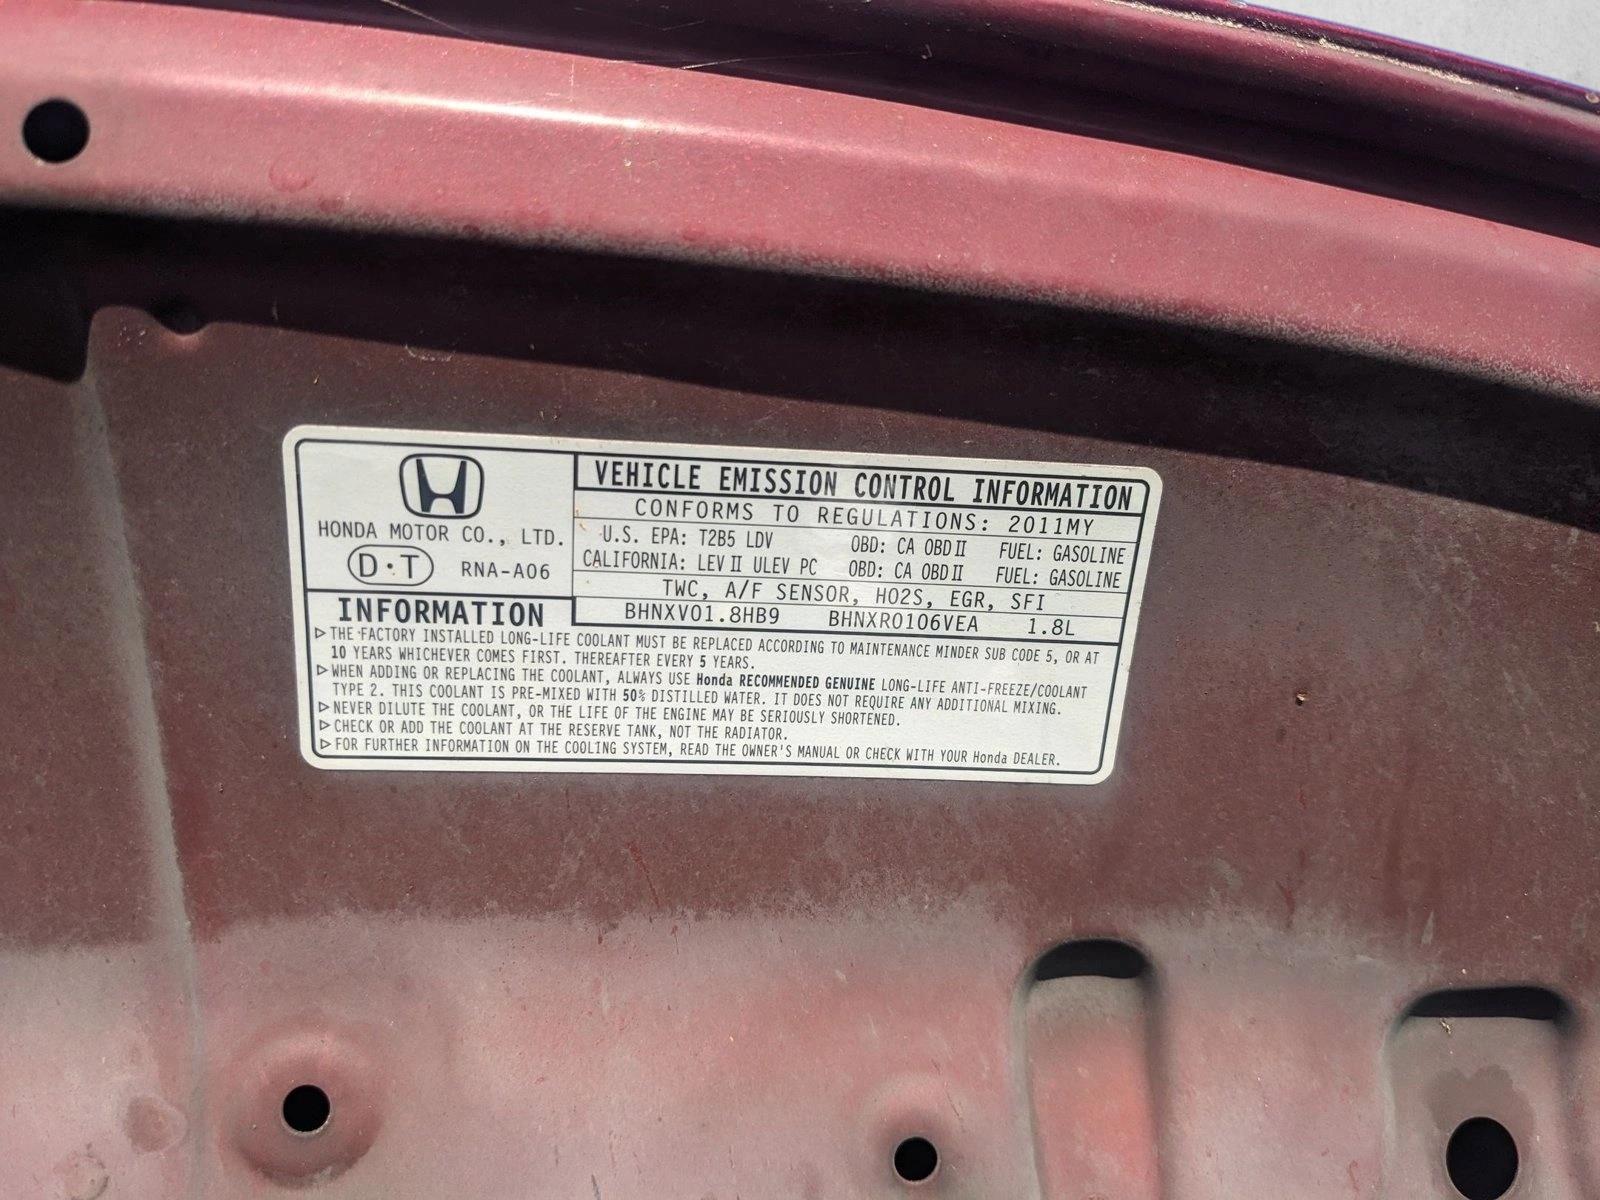 HONDA MOTOR CO., LTD.
D·T RNA-A06
VEHICLE EMISSION CONTROL INFORMATION
CONFORMS TO REGULATIONS: 2011MY
U.S. EPA: T2B5 LDV OBD: CA OBD II FUEL: GASOLINE
CALIFORNIA: LEV II ULEV PC OBD: CA OBD II FUEL: GASOLINE
TWC, A/F SENSOR, HO2S, EGR, SFI
BHNXV01.8HB9 BHNXR0106VEA 1.8L
INFORMATION
▷ THE FACTORY INSTALLED LONG-LIFE COOLANT MUST BE REPLACED ACCORDING TO MAINTENANCE MINDER SUB CODE 5, OR AT
10 YEARS WHICHEVER COMES FIRST. THEREAFTER EVERY 5 YEARS.
▷ WHEN ADDING OR REPLACING THE COOLANT, ALWAYS USE Honda RECOMMENDED GENUINE LONG-LIFE ANTI-FREEZE/COOLANT
TYPE 2. THIS COOLANT IS PRE-MIXED WITH 50% DISTILLED WATER. IT DOES NOT REQUIRE ANY ADDITIONAL MIXING.
▷ NEVER DILUTE THE COOLANT, OR THE LIFE OF THE ENGINE MAY BE SERIOUSLY SHORTENED.
▷ CHECK OR ADD THE COOLANT AT THE RESERVE TANK, NOT THE RADIATOR.
▷ FOR FURTHER INFORMATION ON THE COOLING SYSTEM, READ THE OWNER'S MANUAL OR CHECK WITH YOUR Honda DEALER.